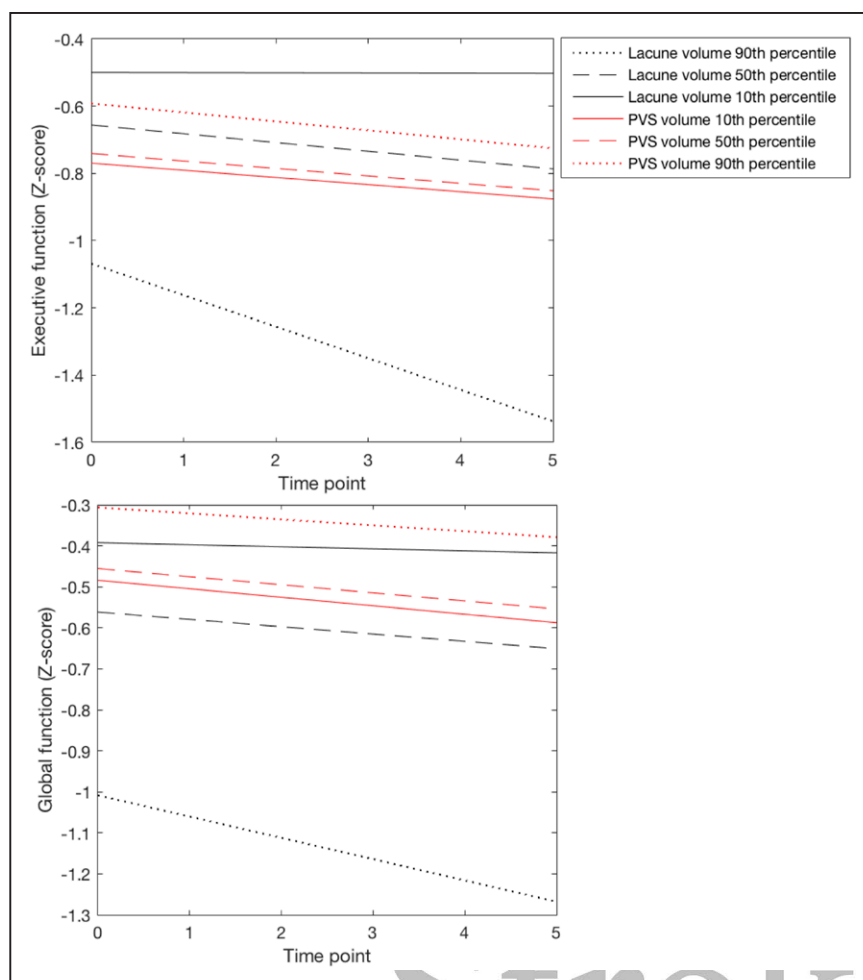 -0.4
-0.6
-0.8
-1
-1.2
-1.4
-1.6
0 1 2 3 4 5
Executive function (Z-score)
Time point
Lacune volume 90th percentile
Lacune volume 50th percentile
Lacune volume 10th percentile
PVS volume 10th percentile
PVS volume 50th percentile
PVS volume 90th percentile
-0.3
-0.4
-0.5
-0.6
-0.7
-0.8
-0.9
-1
-1.1
-1.2
-1.3
0 1 2 3 4 5
Global function (Z-score)
Time point